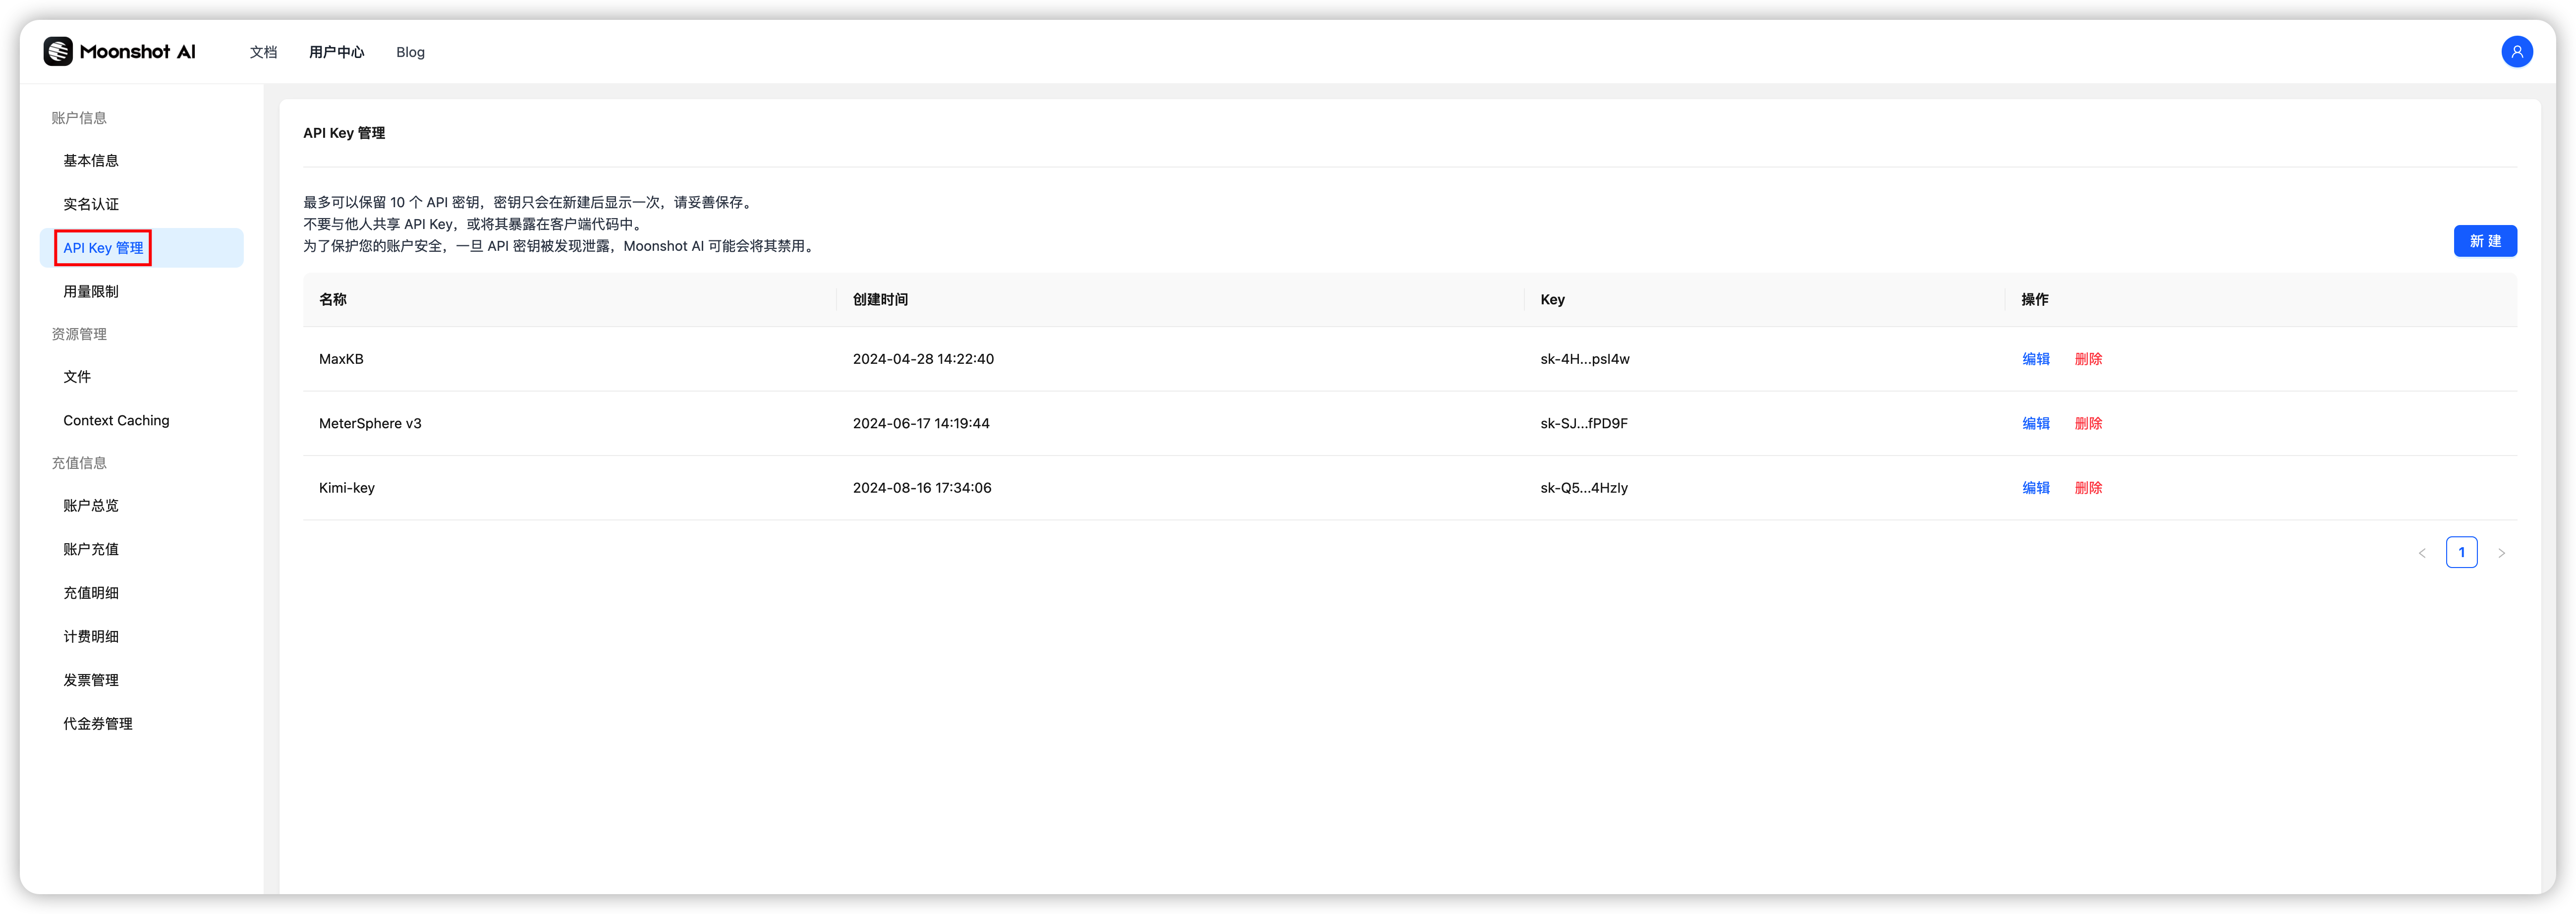 Moonshot AI 文档 用户中心 Blog
账户信息
基本信息
实名认证
API Key 管理
用量限制
资源管理
文件
Context Caching
充值信息
账户总览
账户充值
充值明细
计费明细
发票管理
代金券管理
API Key 管理
最多可以保留 10 个 API 密钥，密钥只会在新建后显示一次，请妥善保存。
不要与他人共享 API Key，或将其暴露在客户端代码中。
为了保护您的账户安全，一旦 API 密钥被发现泄露，Moonshot AI 可能会将其禁用。
新 建
名称 创建时间 Key 操作
MaxKB 2024-04-28 14:22:40 sk-4H...psI4w 编辑 删除
MeterSphere v3 2024-06-17 14:19:44 sk-SJ...fPD9F 编辑 删除
Kimi-key 2024-08-16 17:34:06 sk-Q5...4Hzly 编辑 删除
< 1 >